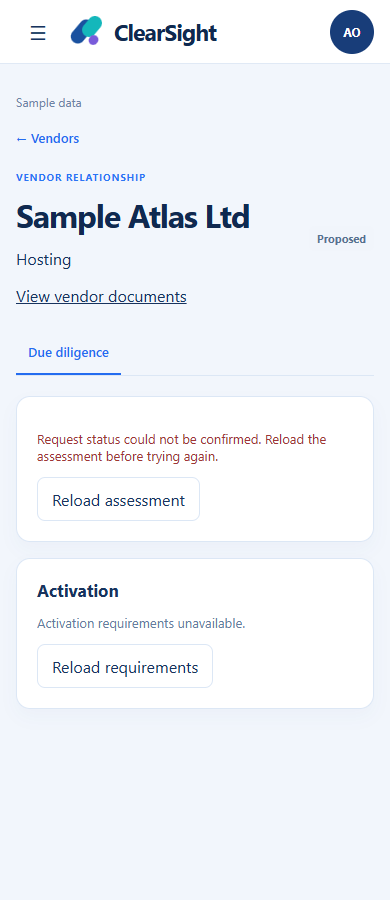 ☰ ClearSight AO
Sample data
← Vendors
VENDOR RELATIONSHIP
Sample Atlas Ltd
Proposed
Hosting
View vendor documents
Due diligence
Request status could not be confirmed. Reload the
assessment before trying again.
Reload assessment
Activation
Activation requirements unavailable.
Reload requirements